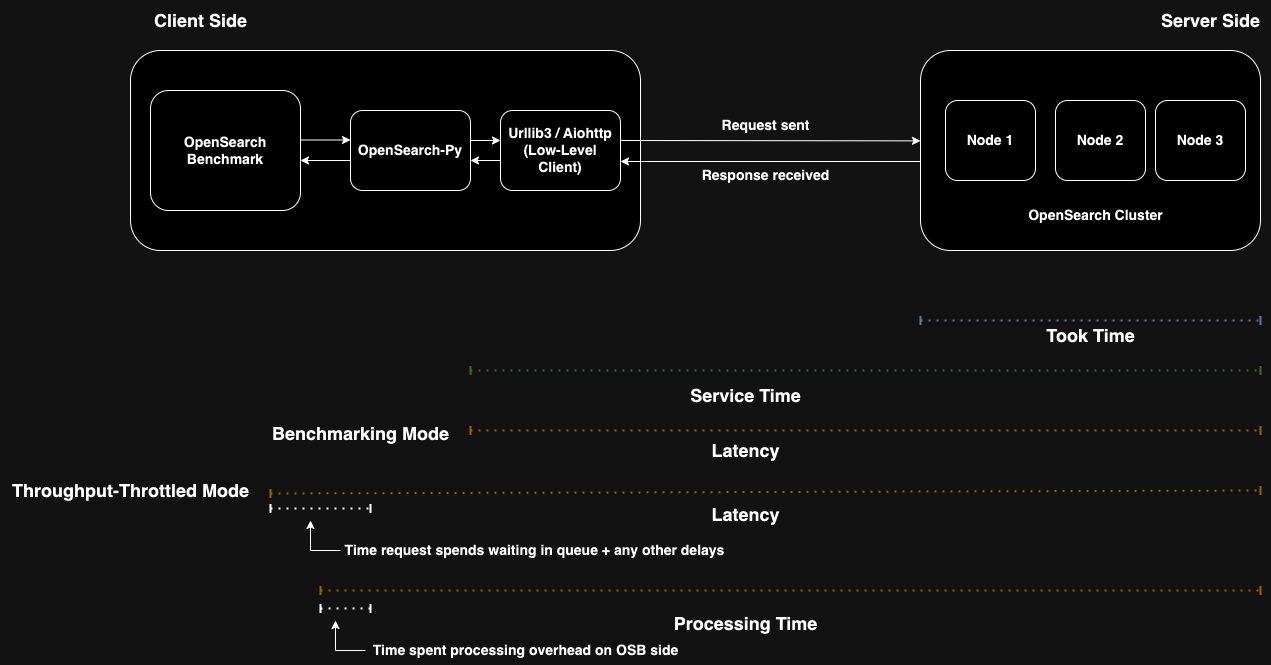 Client Side
Server Side
OpenSearch
Benchmark
OpenSearch-Py
Urllib3 / Aiohttp
(Low-Level
Client)
Request sent
Response received
Node 1
Node 2
Node 3
OpenSearch Cluster
Took Time
Service Time
Benchmarking Mode
Latency
Throughput-Throttled Mode
Latency
Time request spends waiting in queue + any other delays
Processing Time
Time spent processing overhead on OSB side